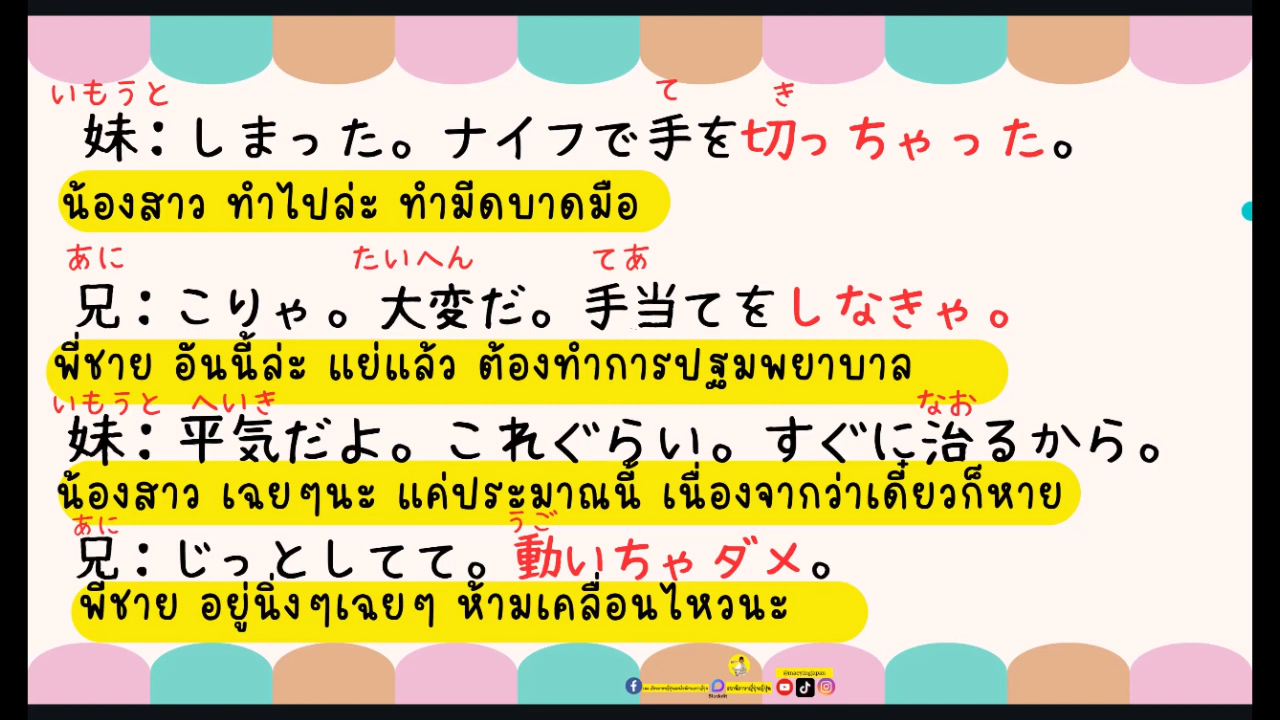 いもうと て き
妹：しまった。ナイフで手を切っちゃった。
น้องสาว ทำไปล่ะ ทำมีดบาดมือ
あに たいへん てあ
兄：こりゃ。大変だ。手当てをしなきゃ。
พี่ชาย อันนี้ล่ะ แย่แล้ว ต้องทำการปฐมพยาบาล
いもうと へいき なお
妹：平気だよ。これぐらい。すぐに治るから。
น้องสาว เฉยๆนะ แค่ประมาณนี้ เนื่องจากว่าเดี๋ยวก็หาย
あに うご
兄：じっとしてて。動いちゃダメ。
พี่ชาย อยู่นิ่งๆเฉยๆ ห้ามเคลื่อนไหวนะ
Blockdit